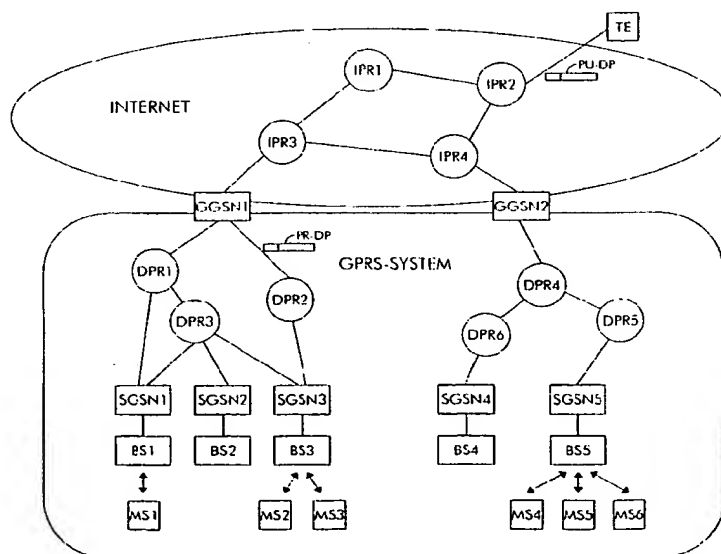 TE
IPR1
IPR2
PU-DP
INTERNET
IPR3
IPR4
GGSN1
GGSN2
PR-DP
GPRS-SYSTEM
DPR1
DPR2
DPR4
DPR3
DPR6
DPR5
SGSN1
SGSN2
SGSN3
SGSN4
SGSN5
BS1
BS2
BS3
BS4
BS5
MS1
MS2
MS3
MS4
MS5
MS6